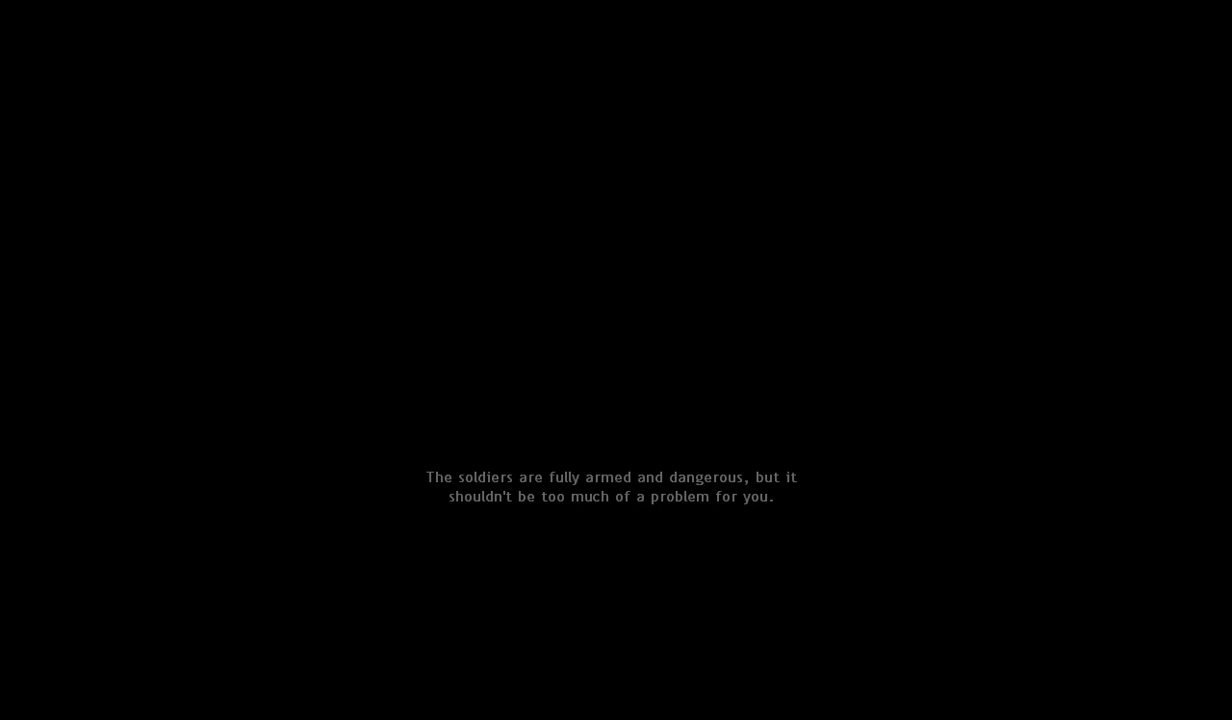 The soldiers are fully armed and dangerous, but it
shouldn't be too much of a problem for you.